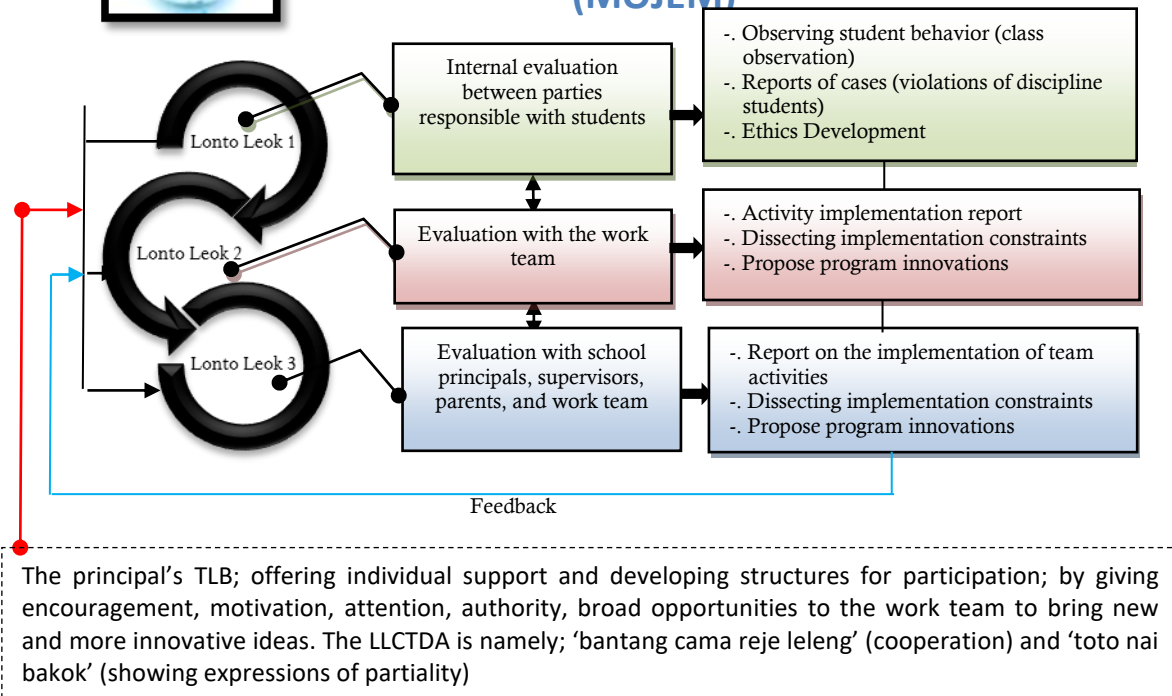 (MOJEM)
Lonto Leok 1
Internal evaluation
between parties
responsible with students
-. Observing student behavior (class
observation)
-. Reports of cases (violations of discipline
students)
-. Ethics Development
Lonto Leok 2
Evaluation with the work
team
-. Activity implementation report
-. Dissecting implementation constraints
-. Propose program innovations
Lonto Leok 3
Evaluation with school
principals, supervisors,
parents, and work team
-. Report on the implementation of team
activities
-. Dissecting implementation constraints
-. Propose program innovations
Feedback
The principal’s TLB; offering individual support and developing structures for participation; by giving
encouragement, motivation, attention, authority, broad opportunities to the work team to bring new
and more innovative ideas. The LLCTDA is namely; ‘bantang cama reje leleng’ (cooperation) and ‘toto nai
bakok’ (showing expressions of partiality)